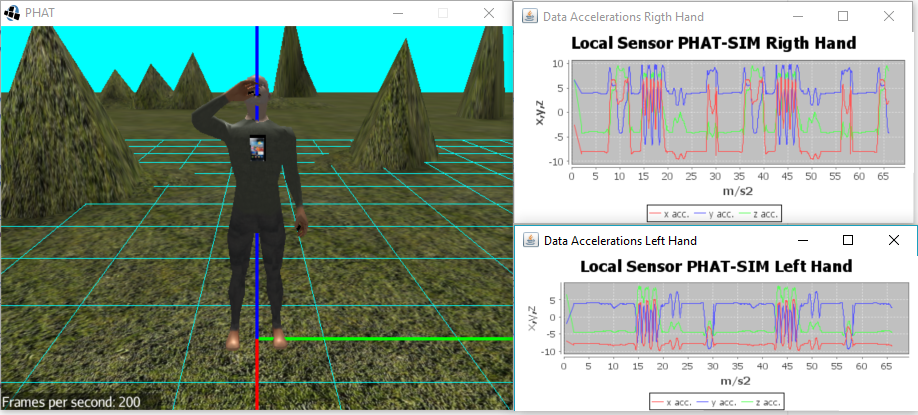 PHAT
Frames per second: 200
Data Accelerations Rigth Hand
Local Sensor PHAT-SIM Rigth Hand
x,y,z
10
5
0
-5
-10
0 5 10 15 20 25 30 35 40 45 50 55 60 65
m/s2
x acc. y acc. z acc.
Data Accelerations Left Hand
Local Sensor PHAT-SIM Left Hand
x,y,z
5
0
-5
-10
0 5 10 15 20 25 30 35 40 45 50 55 60 65
m/s2
x acc. y acc. z acc.